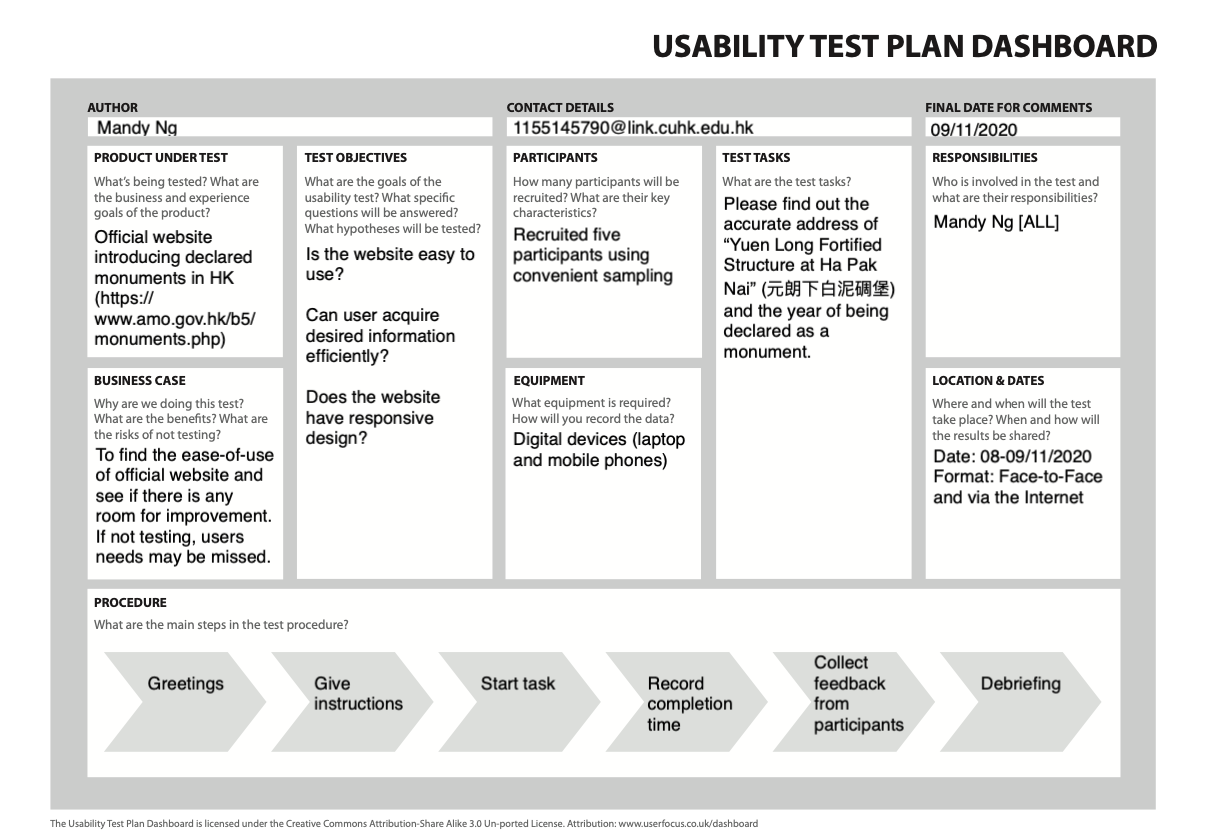 USABILITY TEST PLAN DASHBOARD
AUTHOR
Mandy Ng
CONTACT DETAILS
1155145790@link.cuhk.edu.hk
FINAL DATE FOR COMMENTS
09/11/2020
PRODUCT UNDER TEST
What's being tested? What are
the business and experience
goals of the product?
Official website
introducing declared
monuments in HK
(https://
www.amo.gov.hk/b5/
monuments.php)
BUSINESS CASE
Why are we doing this test?
What are the benefits? What are
the risks of not testing?
To find the ease-of-use
of official website and
see if there is any
room for improvement.
If not testing, users
needs may be missed.
TEST OBJECTIVES
What are the goals of the
usability test? What specific
questions will be answered?
What hypotheses will be tested?
Is the website easy to
use?
Can user acquire
desired information
efficiently?
Does the website
have responsive
design?
PARTICIPANTS
How many participants will be
recruited? What are their key
characteristics?
Recruited five
participants using
convenient sampling
EQUIPMENT
What equipment is required?
How will you record the data?
Digital devices (laptop
and mobile phones)
TEST TASKS
What are the test tasks?
Please find out the
accurate address of
“Yuen Long Fortified
Structure at Ha Pak
Nai” (元朗下白泥碉堡)
and the year of being
declared as a
monument.
RESPONSIBILITIES
Who is involved in the test and
what are their responsibilities?
Mandy Ng [ALL]
LOCATION & DATES
Where and when will the test
take place? When and how will
the results be shared?
Date: 08-09/11/2020
Format: Face-to-Face
and via the Internet
PROCEDURE
What are the main steps in the test procedure?
Greetings
Give
instructions
Start task
Record
completion
time
Collect
feedback
from
participants
Debriefing
The Usability Test Plan Dashboard is licensed under the Creative Commons Attribution-Share Alike 3.0 Un-ported License. Attribution: www.userfocus.co.uk/dashboard